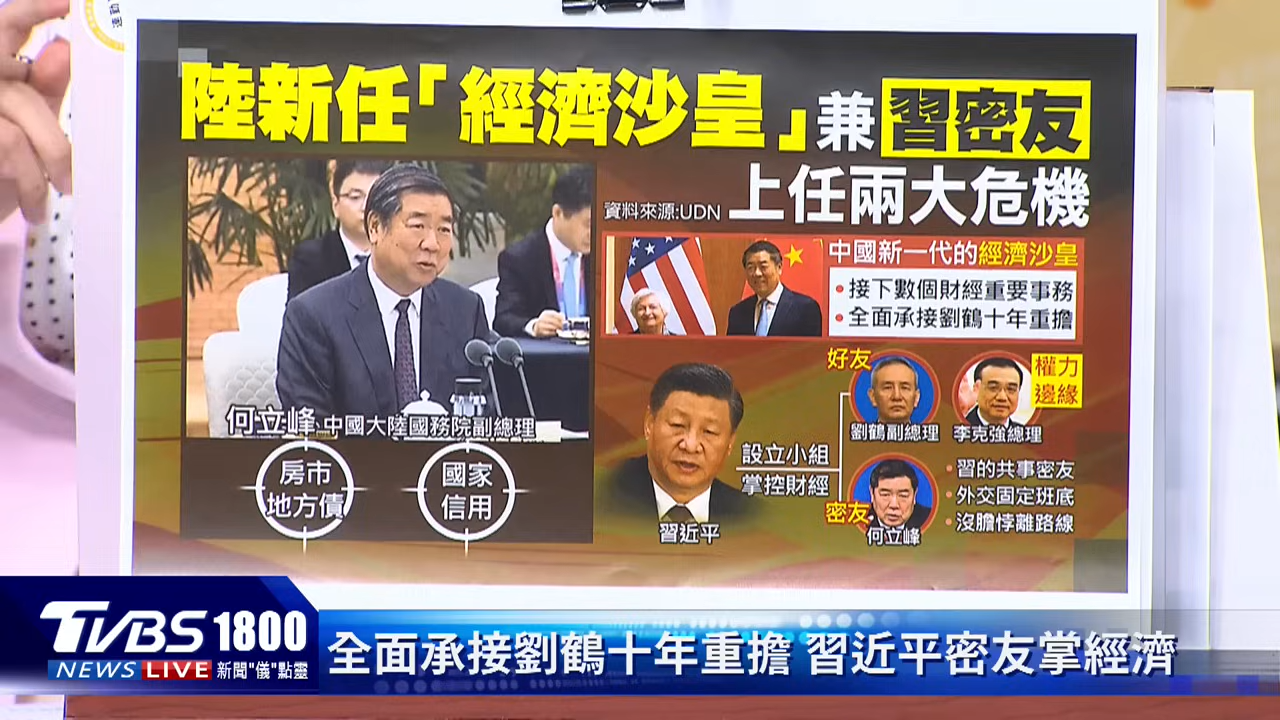 運動
陸新任「經濟沙皇」兼習密友
上任兩大危機
資料來源:UDN
何立峰 中國大陸國務院副總理
房市
地方債
國家
信用
中國新一代的經濟沙皇
•接下數個財經重要事務
•全面承接劉鶴十年重擔
習近平
設立小組
掌控財經
好友
劉鶴副總理
李克強總理
權力
邊緣
密友
何立峰
•習的共事密友
•外交固定班底
•沒膽悖離路線
TVBS 1800
NEWS LIVE 新聞"儀"點靈
全面承接劉鶴十年重擔 習近平密友掌經濟